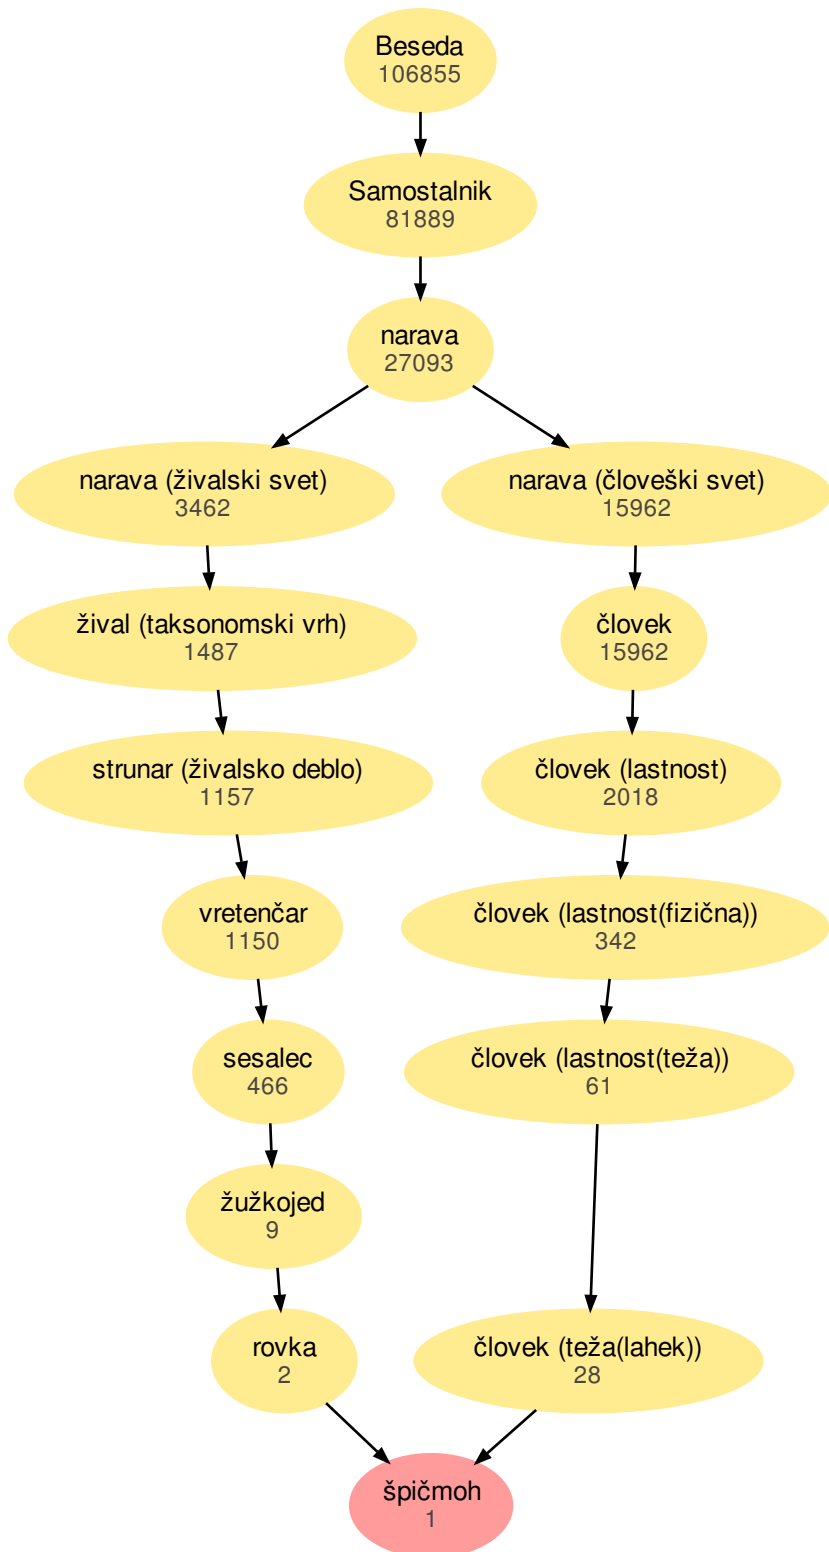 Beseda
106855
Samostalnik
81889
narava
27093
narava (živalski svet)
3462
narava (človeški svet)
15962
žival (taksonomski vrh)
1487
človek
15962
strunar (živalsko deblo)
1157
človek (lastnost)
2018
vretenčar
1150
človek (lastnost(fizična))
342
sesalec
466
človek (lastnost(teža))
61
žužkojed
9
rovka
2
človek (teža(lahek))
28
špičmoh
1